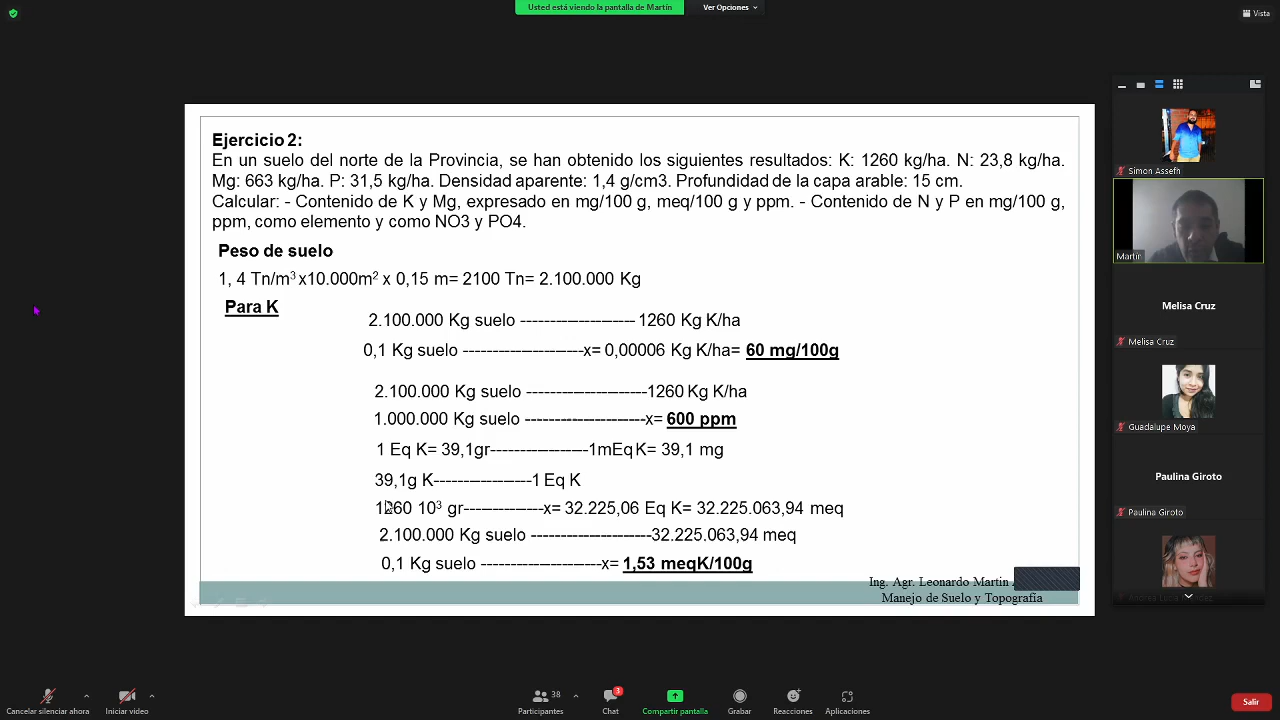 Usted está viendo la pantalla de Martín
Ver Opciones
Vista
Ejercicio 2:
En un suelo del norte de la Provincia, se han obtenido los siguientes resultados: K: 1260 kg/ha. N: 23,8 kg/ha.
Mg: 663 kg/ha. P: 31,5 kg/ha. Densidad aparente: 1,4 g/cm3. Profundidad de la capa arable: 15 cm.
Calcular: - Contenido de K y Mg, expresado en mg/100 g, meq/100 g y ppm. - Contenido de N y P en mg/100 g,
ppm, como elemento y como NO3 y PO4.
Peso de suelo
1, 4 Tn/m³ x10.000m² x 0,15 m= 2100 Tn= 2.100.000 Kg
Para K
2.100.000 Kg suelo --------------------- 1260 Kg K/ha
0,1 Kg suelo ----------------------x= 0,00006 Kg K/ha= 60 mg/100g
2.100.000 Kg suelo ----------------------1260 Kg K/ha
1.000.000 Kg suelo ----------------------x= 600 ppm
1 Eq K= 39,1gr------------------1mEq K= 39,1 mg
39,1g K------------------1 Eq K
1260 10³ gr---------------x= 32.225,06 Eq K= 32.225.063,94 meq
2.100.000 Kg suelo ----------------------32.225.063,94 meq
0,1 Kg suelo ----------------------x= 1,53 meqK/100g
Ing. Agr. Leonardo Martin
Manejo de Suelo y Topografía
Simon Assefh
Martín
Melisa Cruz
Melisa Cruz
Guadalupe Moya
Paulina Giroto
Paulina Giroto
Cancelar silenciar ahora
Iniciar video
38
Participantes
3
Chat
Compartir pantalla
Grabar
Reacciones
Aplicaciones
Salir